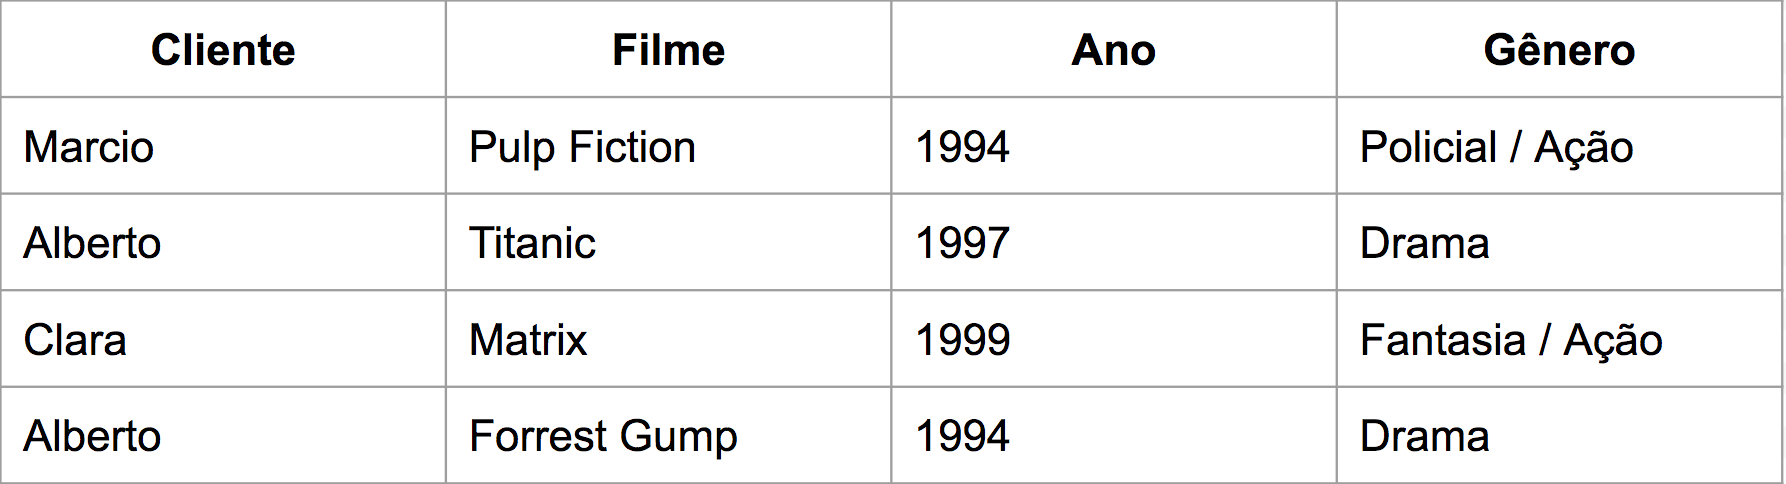 Cliente Filme Ano Gênero
Marcio Pulp Fiction 1994 Policial / Ação
Alberto Titanic 1997 Drama
Clara Matrix 1999 Fantasia / Ação
Alberto Forrest Gump 1994 Drama